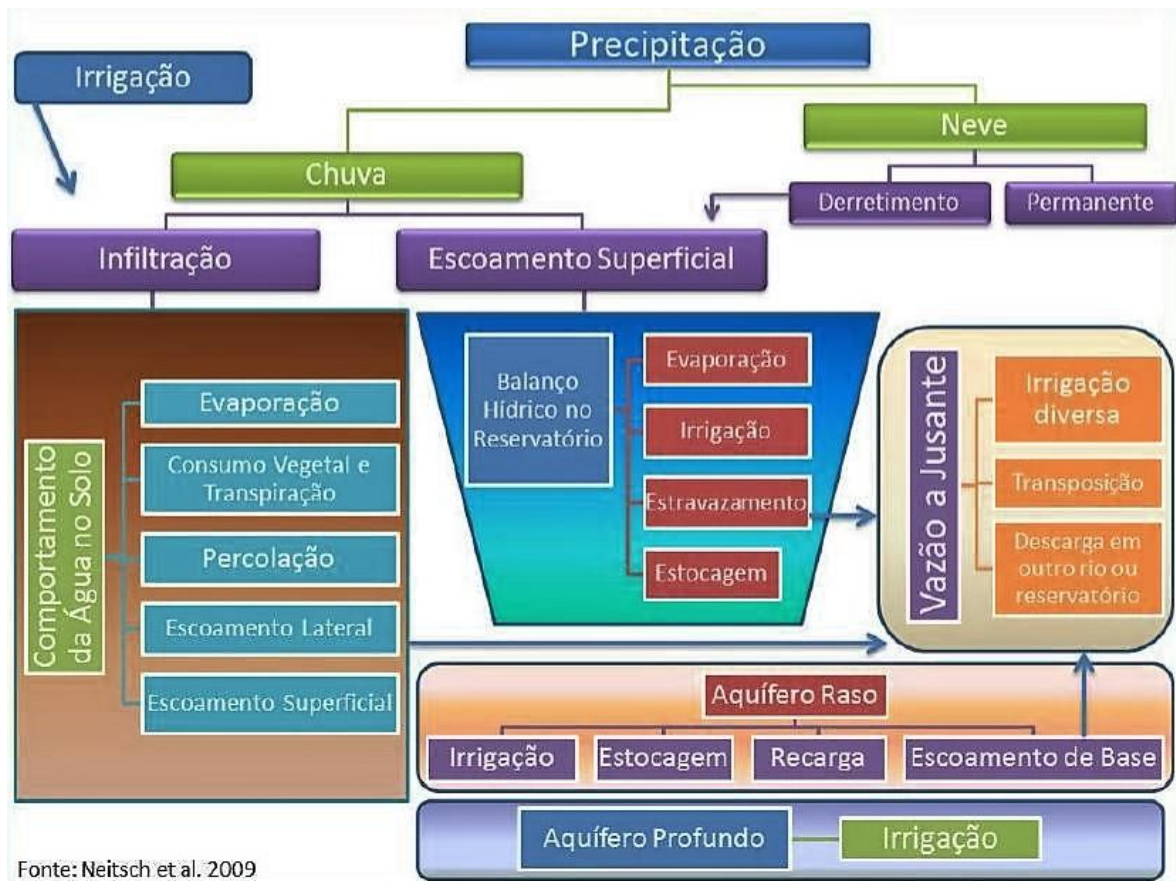 Precipitação
Irrigação
Neve
Chuva
Derretimento
Permanente
Infiltração
Escoamento Superficial
Comportamento
da Água no Solo
Evaporação
Consumo Vegetal e
Transpiração
Percolação
Escoamento Lateral
Escoamento Superficial
Balanço
Hídrico no
Reservatório
Evaporação
Irrigação
Estravazamento
Estocagem
Vazão a Jusante
Irrigação
diversa
Transposição
Descarga em
outro rio ou
reservatório
Aquífero Raso
Irrigação
Estocagem
Recarga
Escoamento de Base
Aquífero Profundo
Irrigação
Fonte: Neitsch et al. 2009